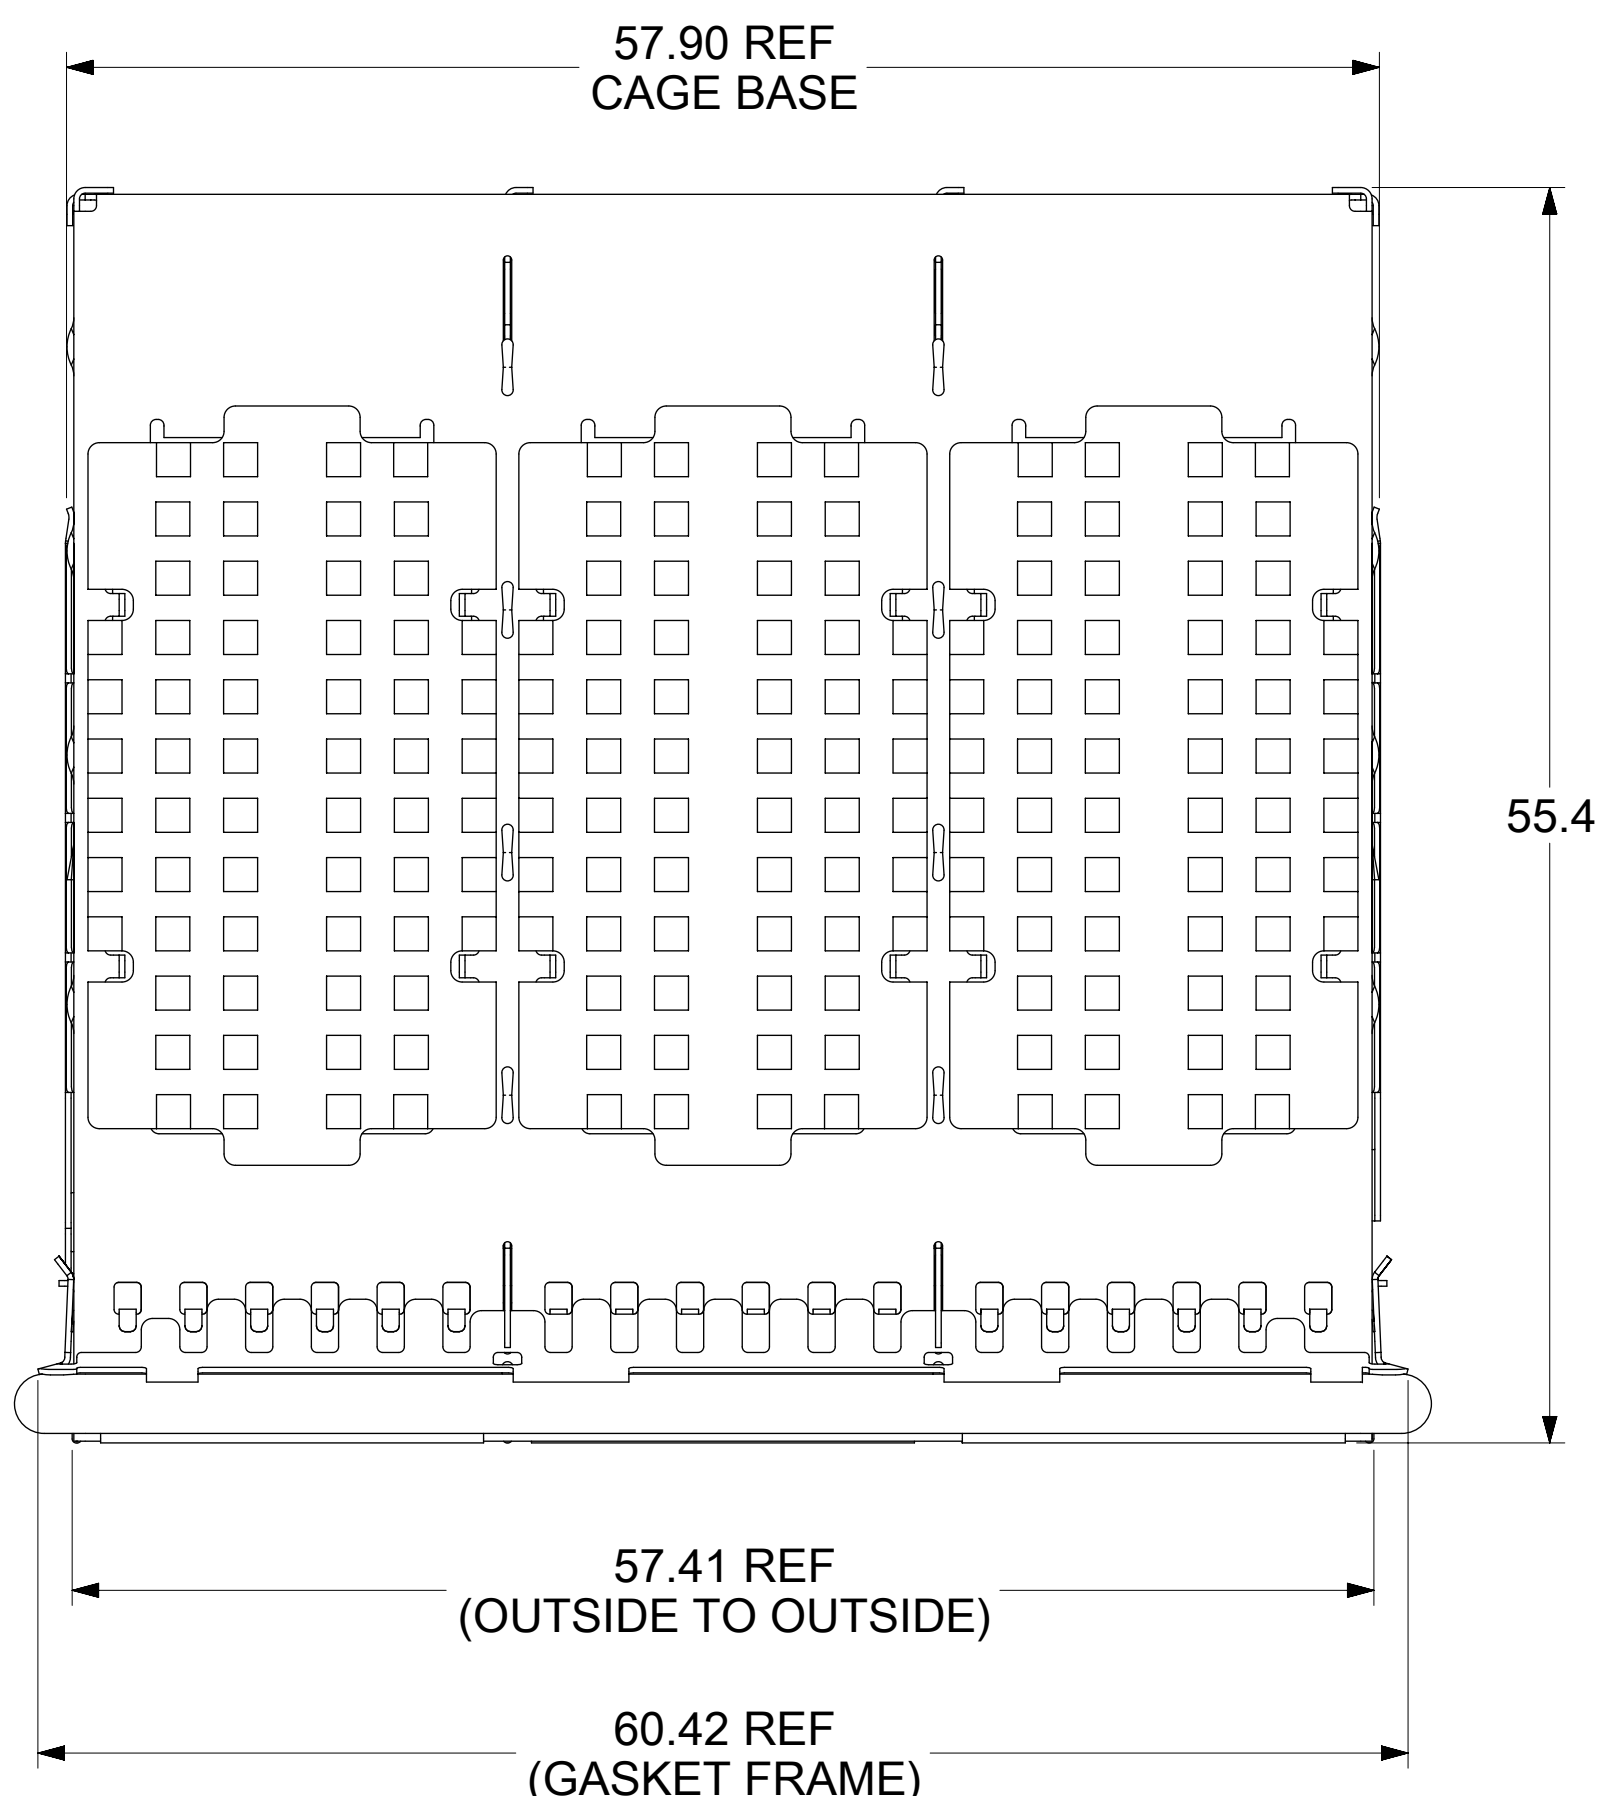 57.90 REF
CAGE BASE
55.4
57.41 REF
(OUTSIDE TO OUTSIDE)
60.42 REF
(GASKET FRAME)